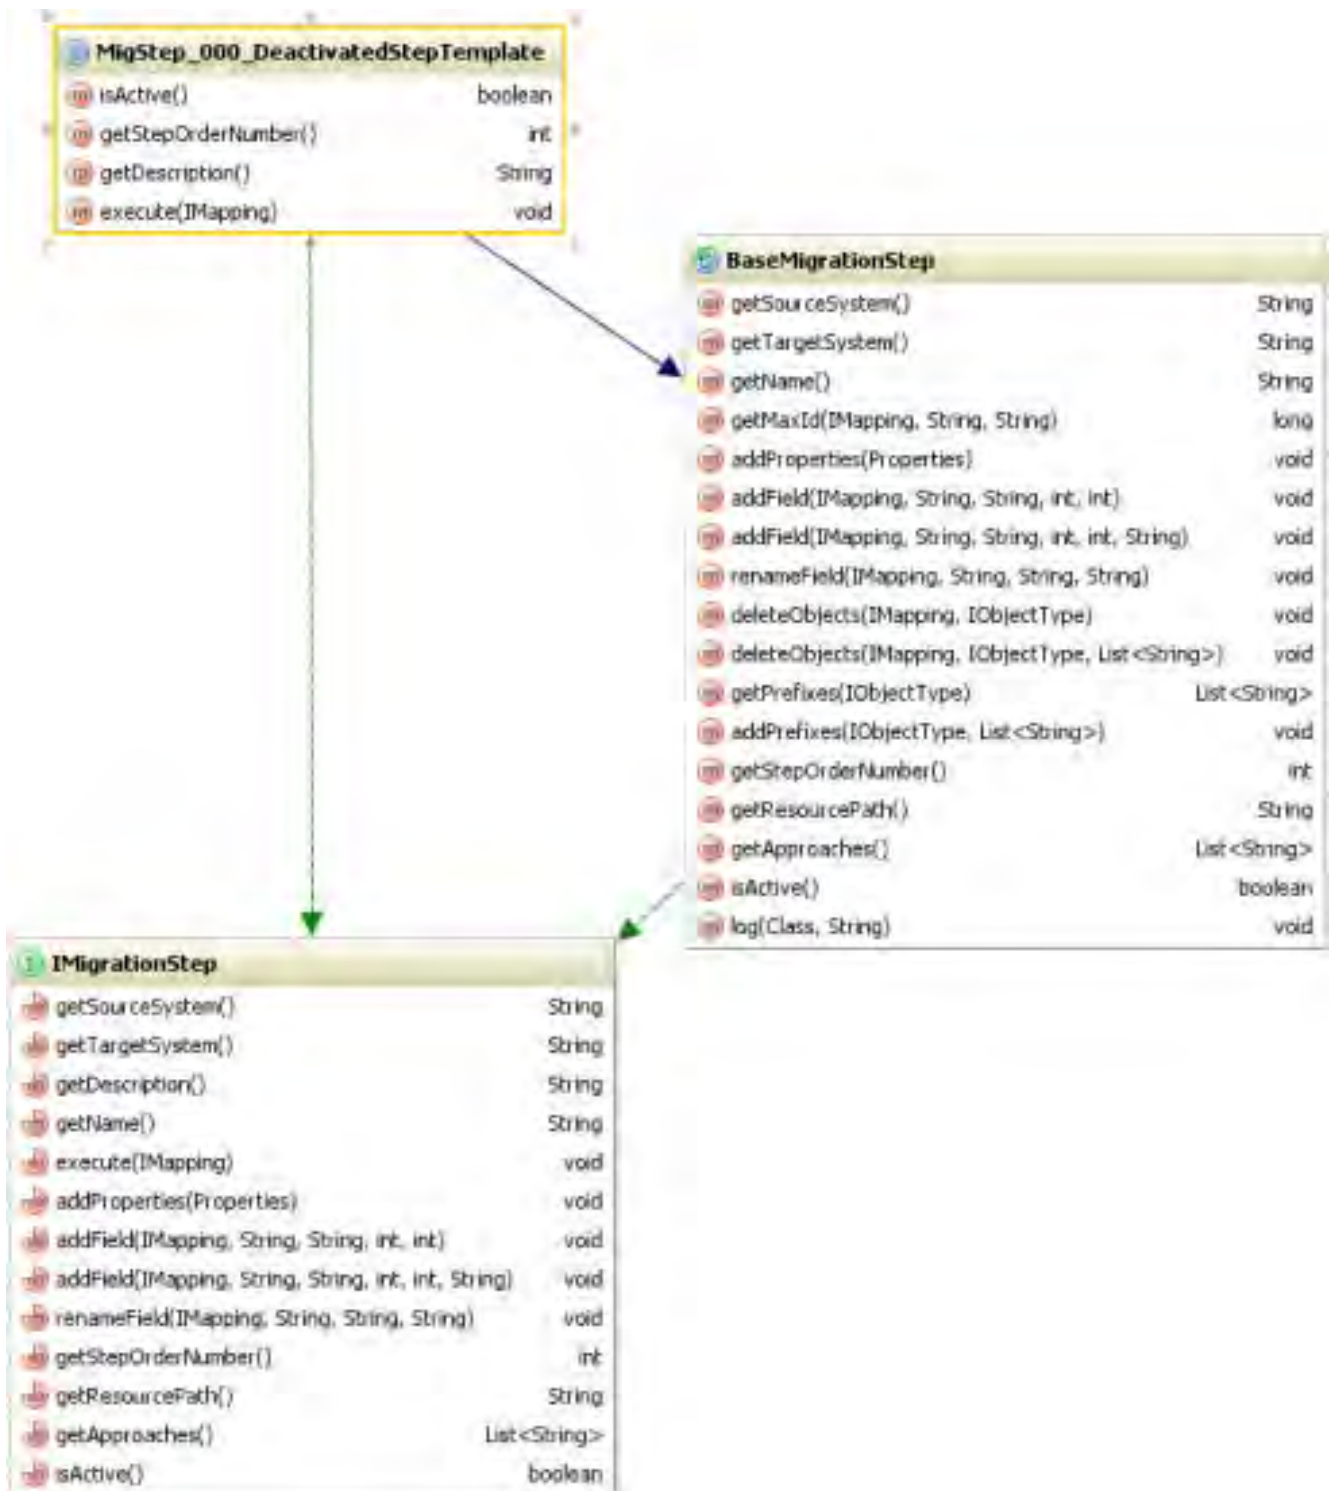 MigStep_000_DeactivatedStepTemplate
isActive() boolean
getStepOrderNumber() int
getDescription() String
execute(IMapping) void
BaseMigrationStep
getSourceSystem() String
getTargetSystem() String
getName() String
getMaxId(IMapping, String, String) long
addProperties(Properties) void
addField(IMapping, String, String, int, int) void
addField(IMapping, String, String, int, int, String) void
renameField(IMapping, String, String, String) void
deleteObjects(IMapping, IObjectType) void
deleteObjects(IMapping, IObjectType, List<String>) void
getPrefixes(IObjectType) List<String>
addPrefixes(IObjectType, List<String>) void
getStepOrderNumber() int
getResourcePath() String
getApproaches() List<String>
isActive() boolean
log(Class, String) void
IMigrationStep
getSourceSystem() String
getTargetSystem() String
getDescription() String
getName() String
execute(IMapping) void
addProperties(Properties) void
addField(IMapping, String, String, int, int) void
addField(IMapping, String, String, int, int, String) void
renameField(IMapping, String, String, String) void
getStepOrderNumber() int
getResourcePath() String
getApproaches() List<String>
isActive() boolean